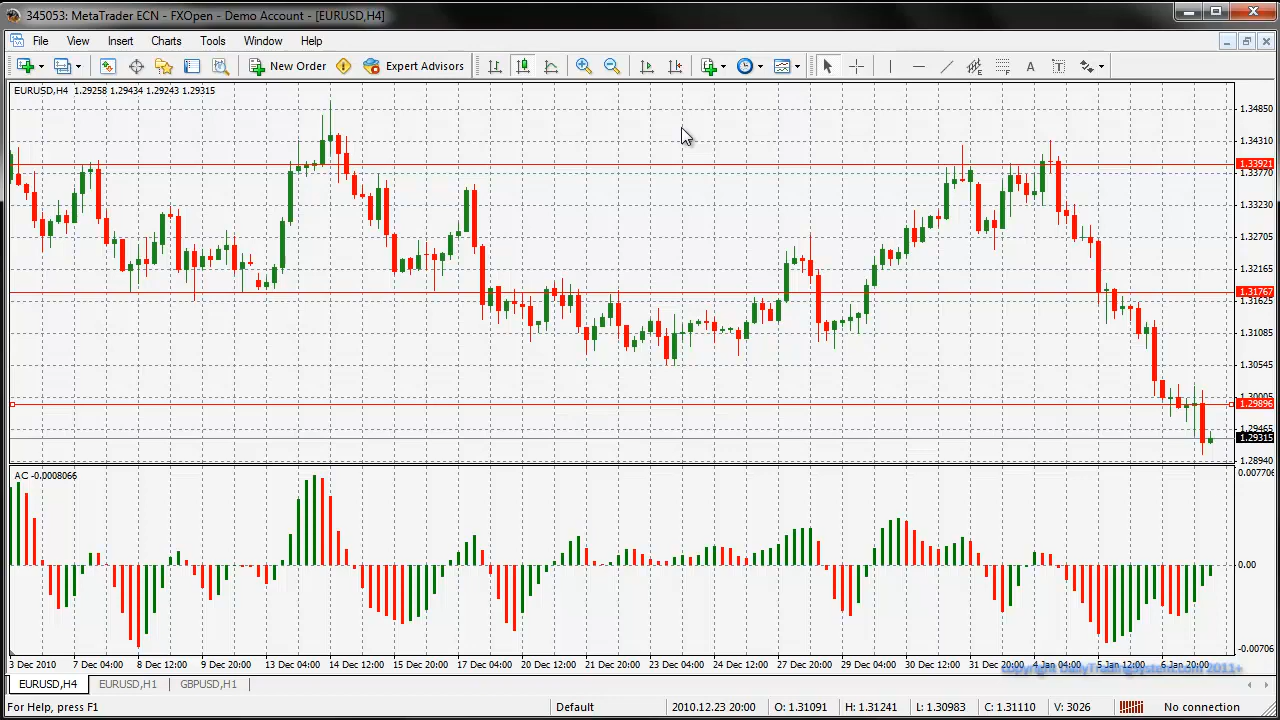 345053: MetaTrader ECN - FXOpen - Demo Account - [EURUSD,H4]
File View Insert Charts Tools Window Help
New Order Expert Advisors A T
EURUSD,H4 1.29258 1.29434 1.29243 1.29315
1.34850
1.34310
1.33921
1.33770
1.33230
1.32705
1.32165
1.31767
1.31625
1.31085
1.30545
1.30005
1.29896
1.29465
1.29315
1.28940
AC -0.0008066
0.007706
0.00
-0.00706
3 Dec 2010 7 Dec 04:00 8 Dec 12:00 9 Dec 20:00 13 Dec 04:00 14 Dec 12:00 15 Dec 20:00 17 Dec 04:00 20 Dec 12:00 21 Dec 20:00 23 Dec 04:00 24 Dec 12:00 27 Dec 20:00 29 Dec 04:00 30 Dec 12:00 31 Dec 20:00 4 Jan 04:00 5 Jan 12:00 6 Jan 20:00
copyright DailyTradingSystem.com 2011+
EURUSD,H4 EURUSD,H1 GBPUSD,H1
For Help, press F1 Default 2010.12.23 20:00 O: 1.31091 H: 1.31241 L: 1.30983 C: 1.31110 V: 3026 No connection